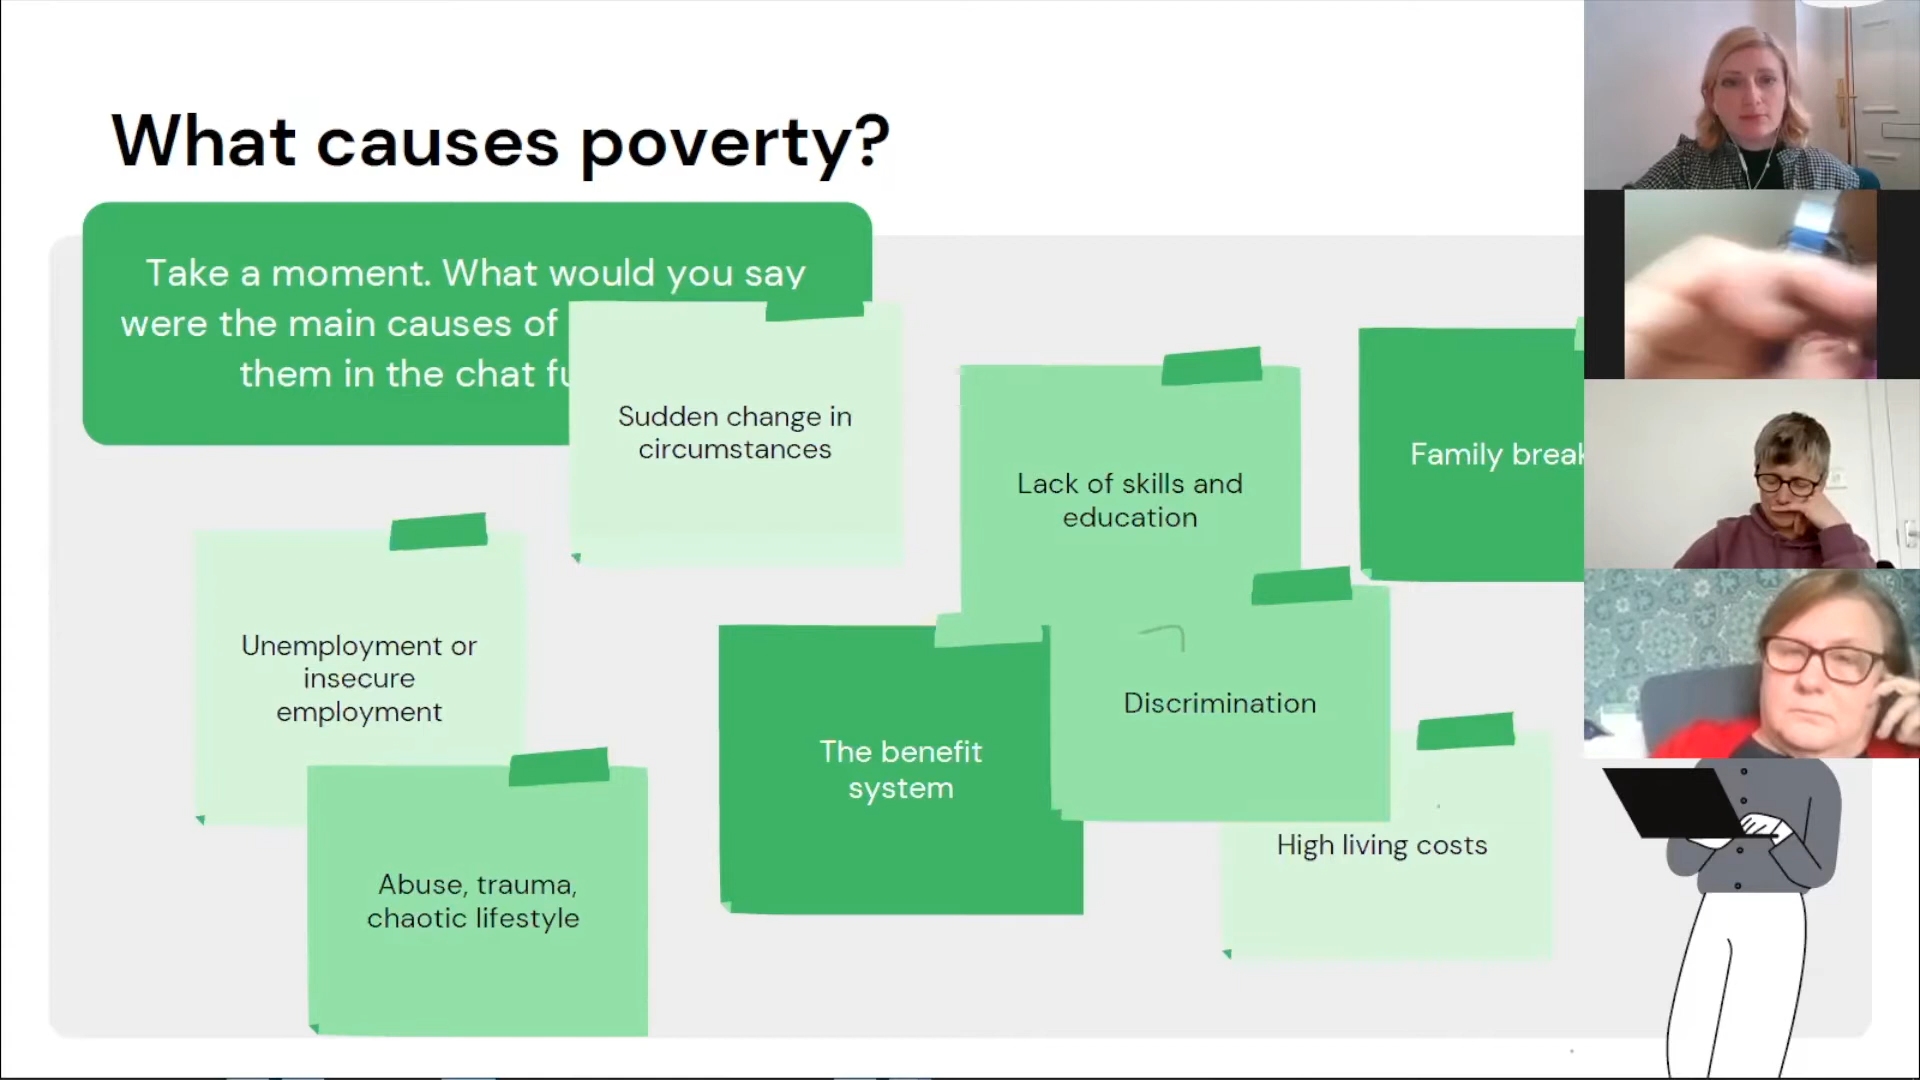 What causes poverty?
Take a moment. What would you say
were the main causes of
them in the chat
Sudden change in
circumstances
Lack of skills and
education
Family
Unemployment or
insecure
employment
The benefit
system
Discrimination
High living costs
Abuse, trauma,
chaotic lifestyle